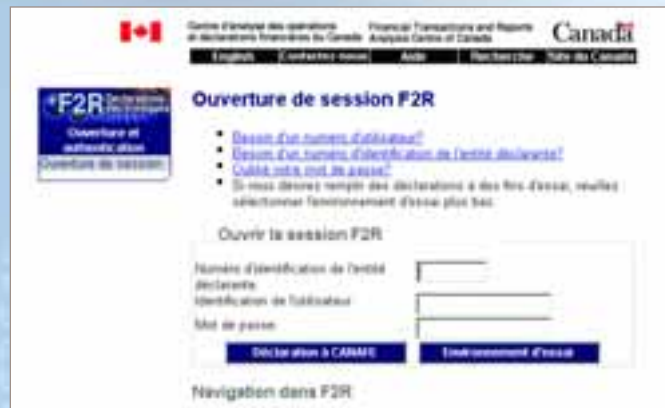 Centre d'analyse des opérations
et déclarations financières du Canada
Financial Transactions and Reports
Analysis Centre of Canada
Canada
English
Contactez-nous
Aide
Rechercher
Site du Canada
F2R Déclarations
électroniques
Ouverture et
authentification
Ouverture de session
Ouverture de session F2R
Besoin d'un numéro d'utilisateur?
Besoin d'un numéro d'identification de l'entité déclarante?
Oublié votre mot de passe?
Si vous désirez remplir des déclarations à des fins d'essai, veuillez
sélectionner l'environnement d'essai plus bas.
Ouvrir la session F2R
Numéro d'identification de l'entité
déclarante
Identification de l'utilisateur
Mot de passe
Déclaration à CANAFE
Environnement d'essai
Navigation dans F2R